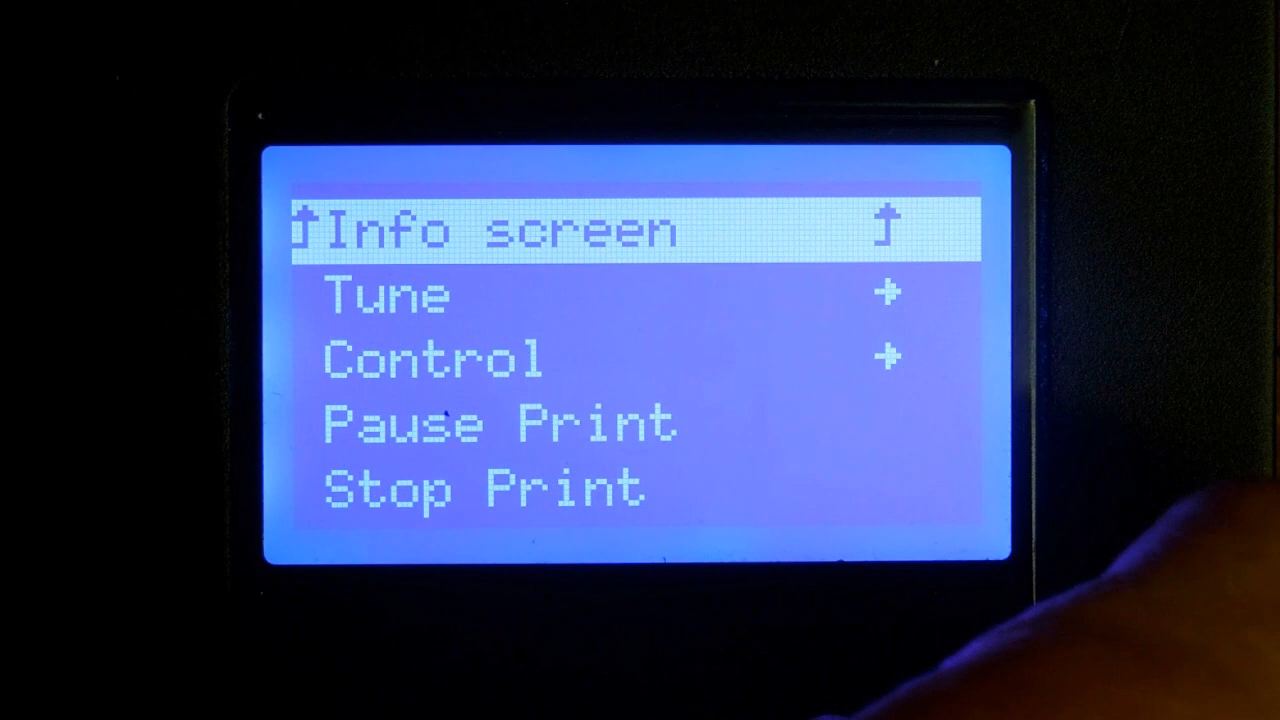 Info screen
Tune
Control
Pause Print
Stop Print